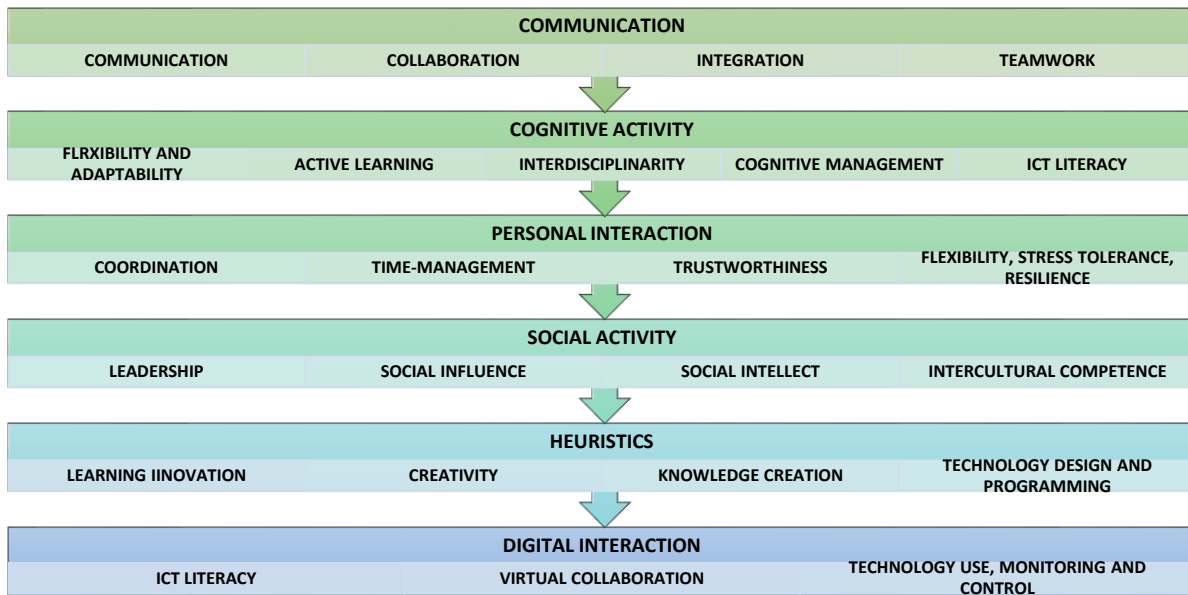 COMMUNICATION
COMMUNICATION
COLLABORATION
INTEGRATION
TEAMWORK
COGNITIVE ACTIVITY
FLRXIBILITY AND
ADAPTABILITY
ACTIVE LEARNING
INTERDISCIPLINARITY
COGNITIVE MANAGEMENT
ICT LITERACY
PERSONAL INTERACTION
COORDINATION
TIME-MANAGEMENT
TRUSTWORTHINESS
FLEXIBILITY, STRESS TOLERANCE,
RESILIENCE
SOCIAL ACTIVITY
LEADERSHIP
SOCIAL INFLUENCE
SOCIAL INTELLECT
INTERCULTURAL COMPETENCE
HEURISTICS
LEARNING IINOVATION
CREATIVITY
KNOWLEDGE CREATION
TECHNOLOGY DESIGN AND
PROGRAMMING
DIGITAL INTERACTION
ICT LITERACY
VIRTUAL COLLABORATION
TECHNOLOGY USE, MONITORING AND
CONTROL